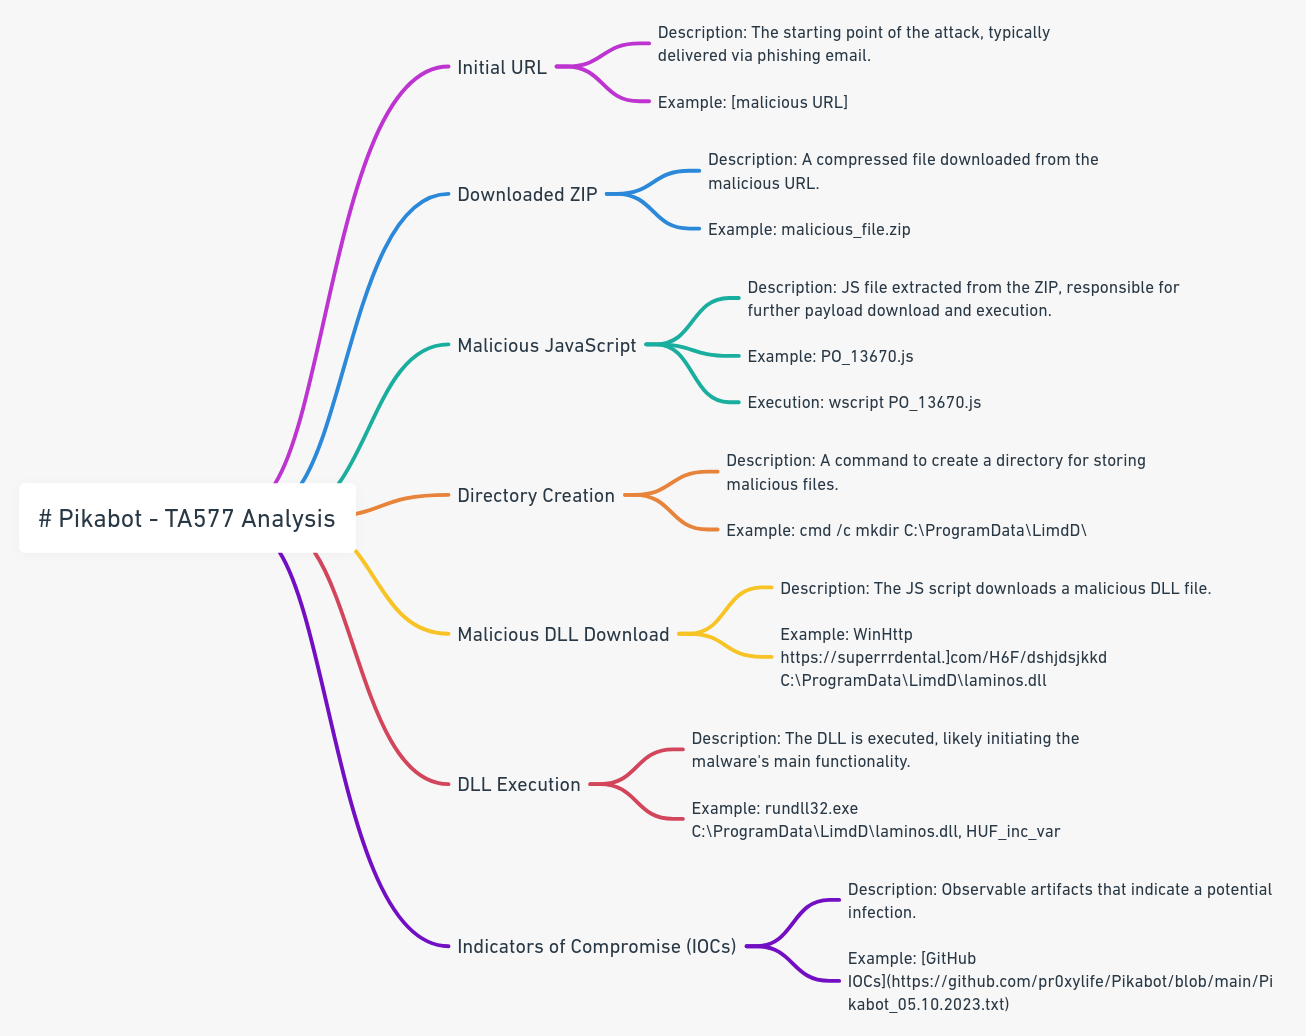 Description: The starting point of the attack, typically
delivered via phishing email.
Initial URL
Example: [malicious URL]
Description: A compressed file downloaded from the
malicious URL.
Downloaded ZIP
Example: malicious_file.zip
Description: JS file extracted from the ZIP, responsible for
further payload download and execution.
Malicious JavaScript
Example: PO_13670.js
Execution: wscript PO_13670.js
Description: A command to create a directory for storing
malicious files.
Directory Creation
# Pikabot - TA577 Analysis
Example: cmd /c mkdir C:\ProgramData\LimdD\
Description: The JS script downloads a malicious DLL file.
Malicious DLL Download
Example: WinHttp
https://superrrdental.]com/H6F/dshjdsjkkd
C:\ProgramData\LimdD\laminos.dll
Description: The DLL is executed, likely initiating the
malware's main functionality.
DLL Execution
Example: rundll32.exe
C:\ProgramData\LimdD\laminos.dll, HUF_inc_var
Description: Observable artifacts that indicate a potential
infection.
Indicators of Compromise (IOCs)
Example: [GitHub
IOCs](https://github.com/pr0xylife/Pikabot/blob/main/Pi
kabot_05.10.2023.txt)